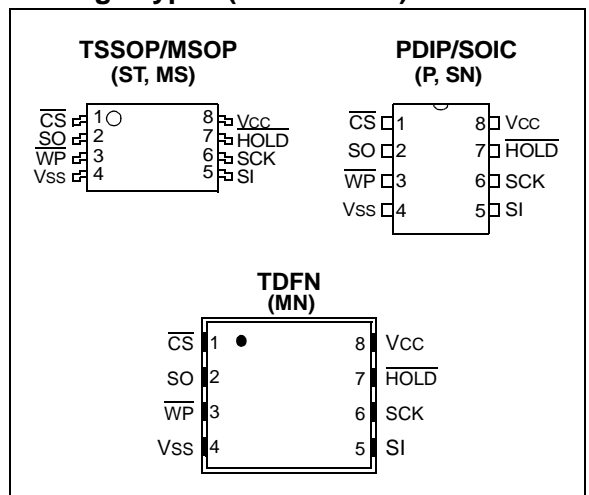 TSSOP/MSOP
(ST, MS)
CS 1 8 Vcc
SO 2 7 HOLD
WP 3 6 SCK
Vss 4 5 SI
PDIP/SOIC
(P, SN)
CS 1 8 Vcc
SO 2 7 HOLD
WP 3 6 SCK
Vss 4 5 SI
TDFN
(MN)
CS 1 8 Vcc
SO 2 7 HOLD
WP 3 6 SCK
Vss 4 5 SI